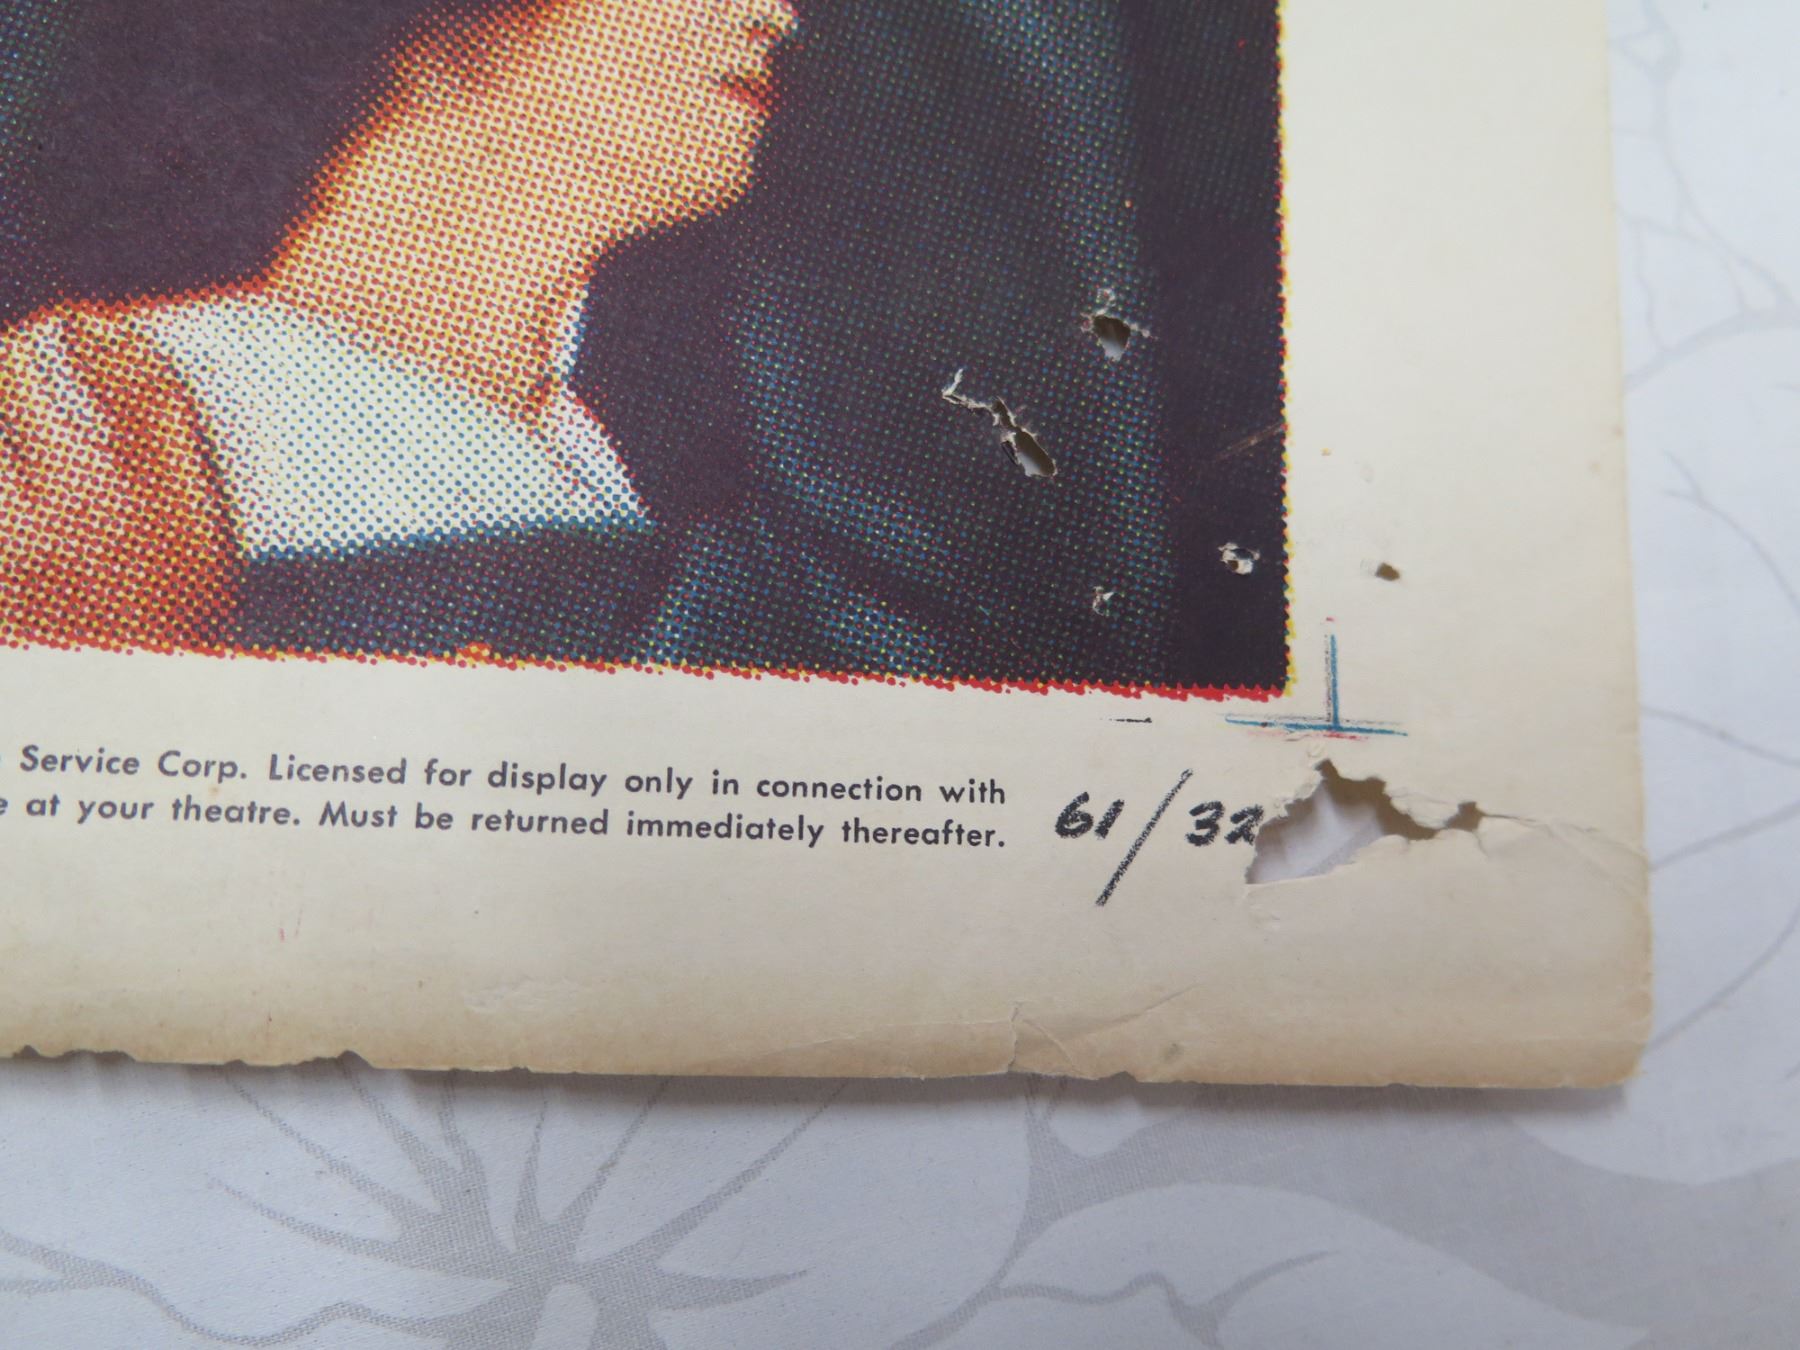 Service Corp. Licensed for display only in connection with
at your theatre. Must be returned immediately thereafter.
61/32